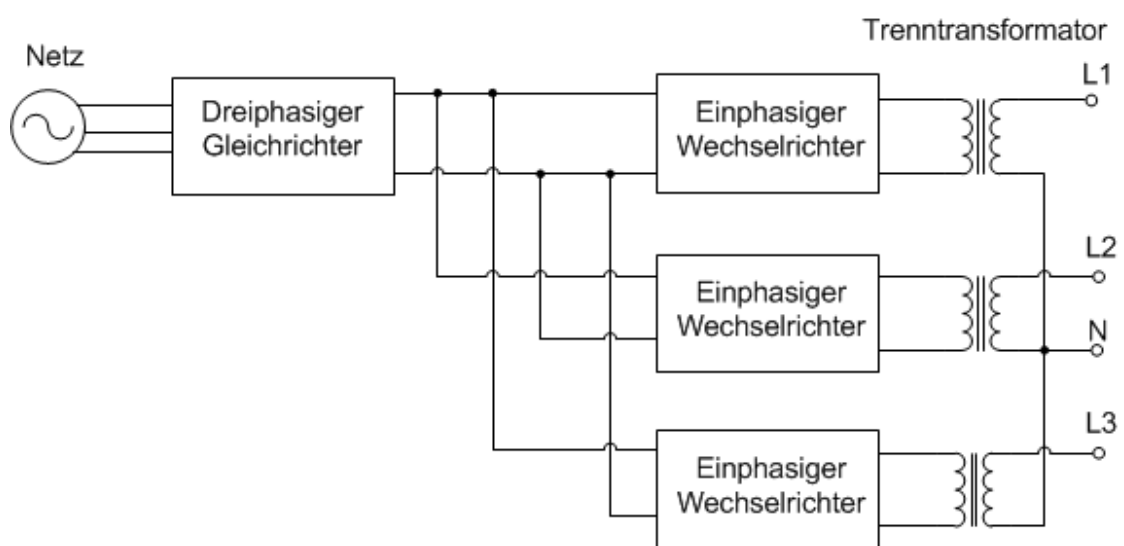 Trenntransformator
Netz
L1
Dreiphasiger
Gleichrichter
Einphasiger
Wechselrichter
L2
Einphasiger
Wechselrichter
N
L3
Einphasiger
Wechselrichter